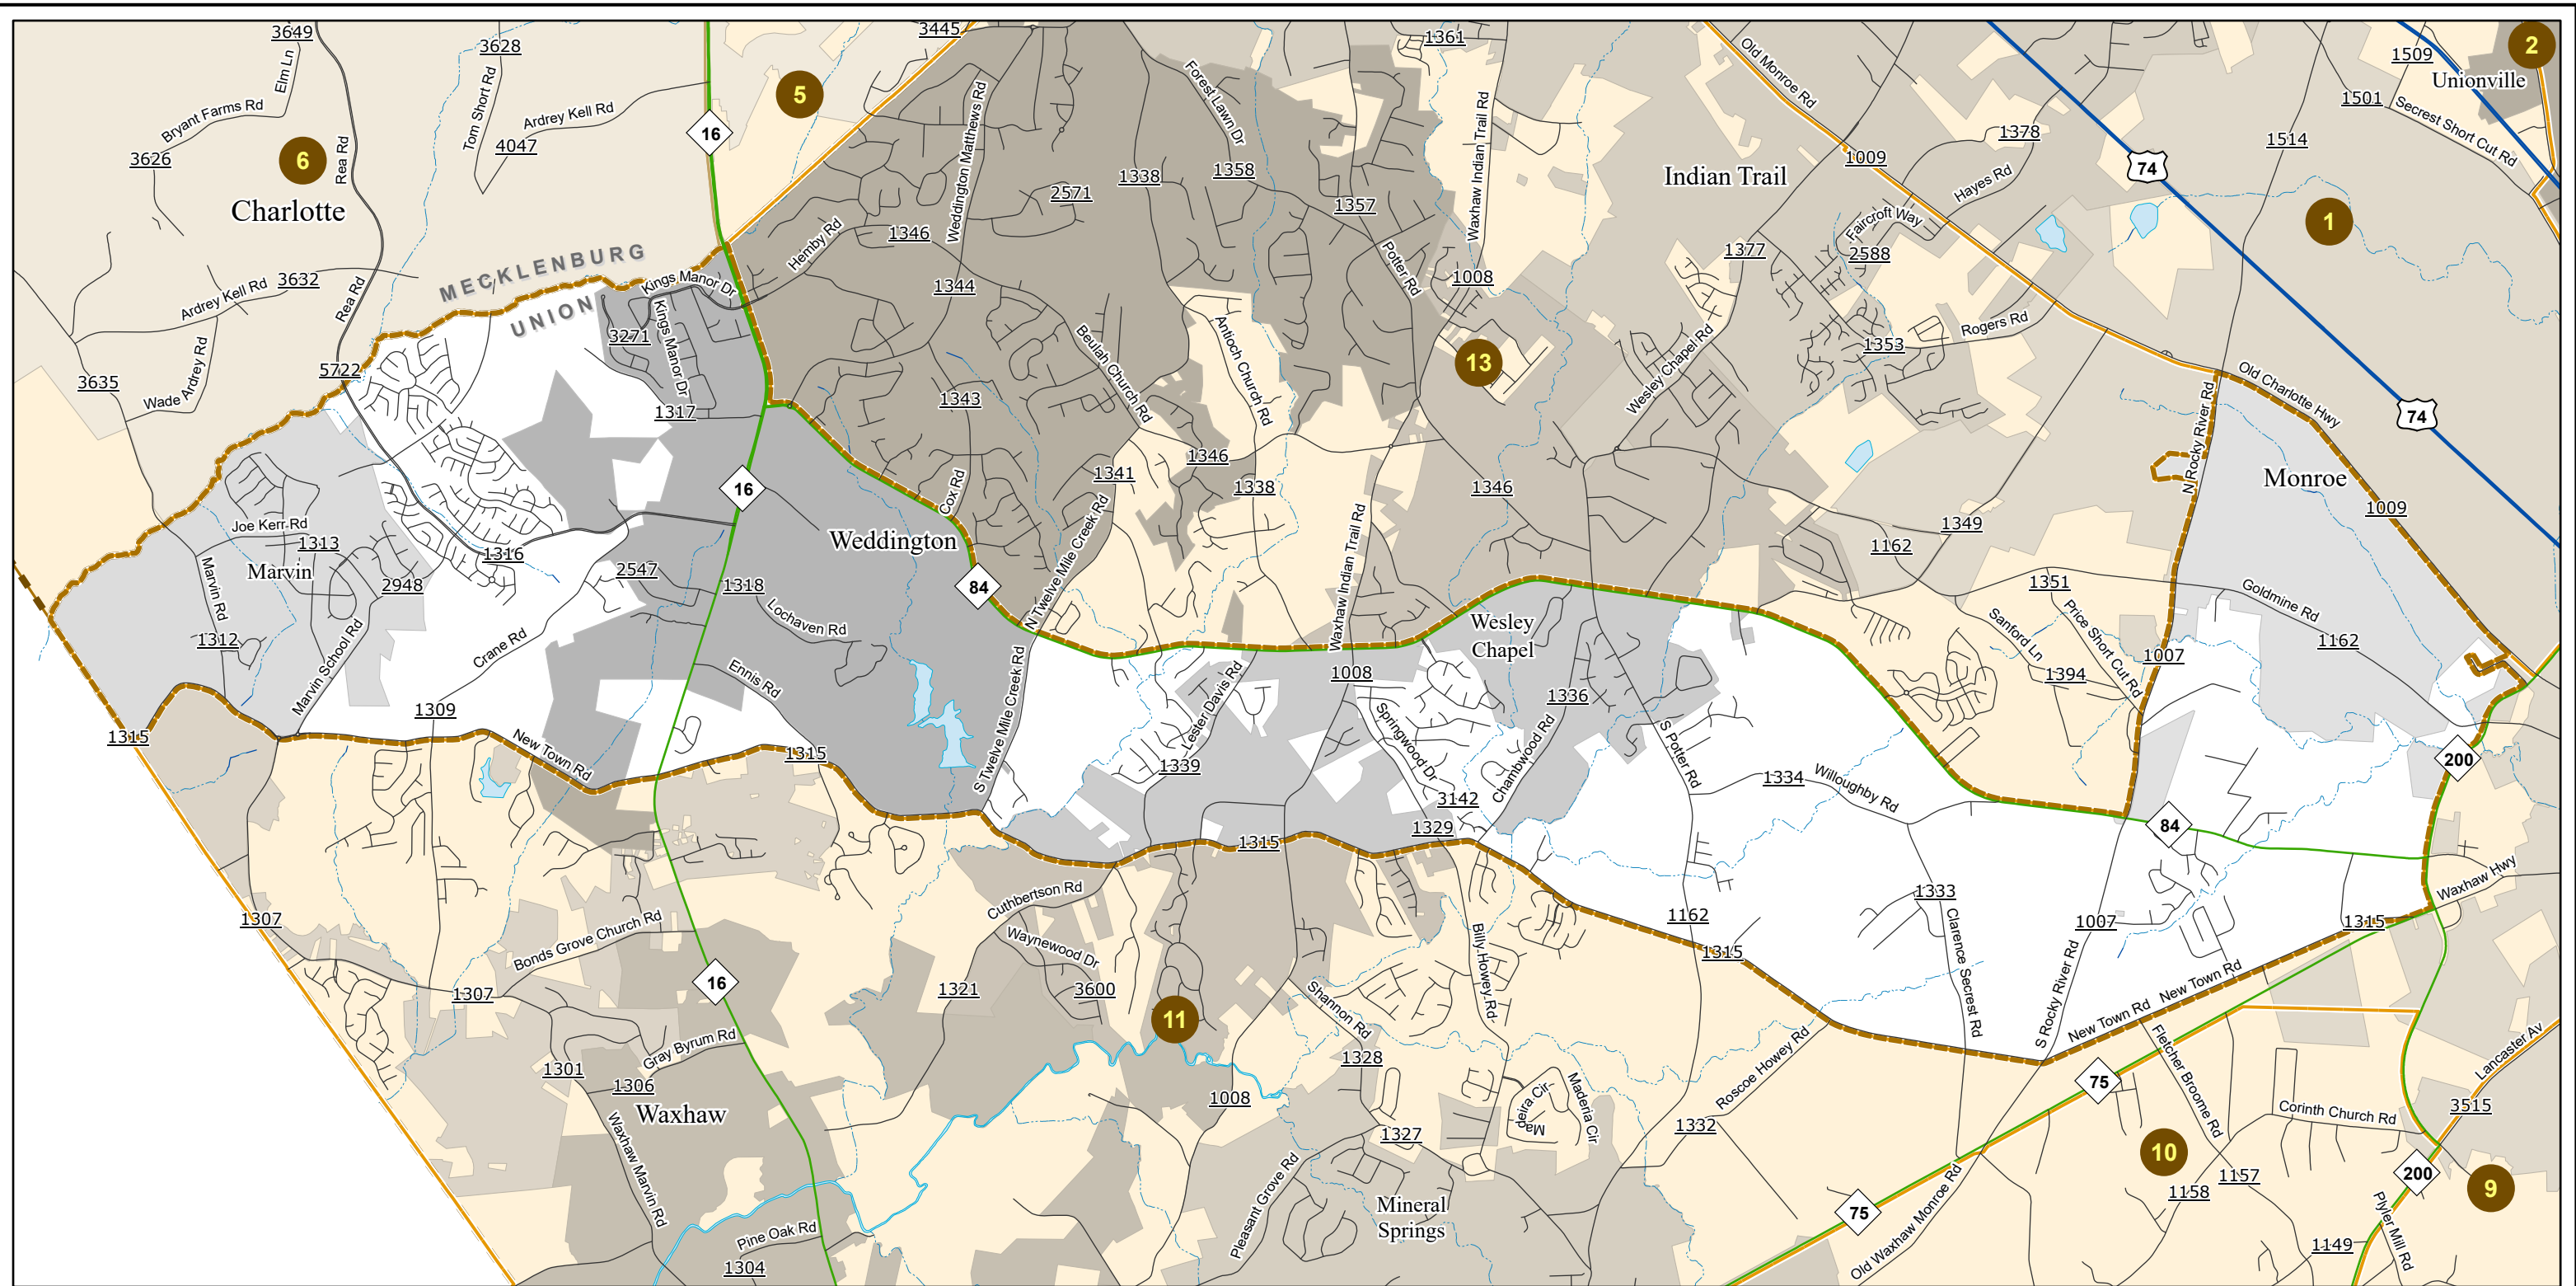 3649
3628
3445
1361
Old Monroe Rd
1509
2
Unionville
Elm Ln
Tom Short Rd
5
Forest Lawn Dr
1501
Secrest Short Cut Rd
Bryant Farms Rd
Ardrey Kell Rd
16
Weddington Matthews Rd
Waxhaw Indian Trail Rd
1378
1514
74
3626
6
Rea Rd
4047
1338
1358
Indian Trail
1009
Hayes Rd
Charlotte
2571
1357
Faircroft Way
1
1346
Hemby Rd
1377
2588
MECKLENBURG
UNION
3632
Ardrey Kell Rd
Rea Rd
Kings Manor Dr
1344
Potter Rd
1008
3271
Kings Manor Dr
Beulah Church Rd
Antioch Church Rd
13
Wesley Chapel Rd
1353
Rogers Rd
5722
3635
Wade Ardrey Rd
1317
1343
N Rocky River Rd
Old Charlotte Hwy
74
16
Cox Rd
1341
1346
1338
1346
Monroe
1009
Joe Kerr Rd
1313
Marvin
1316
Weddington
N Twelve Mile Creek Rd
Waxhaw Indian Trail Rd
1162
1349
Marvin Rd
2948
2547
1318
84
1351
Goldmine Rd
1312
Marvin School Rd
Crane Rd
Lochaven Rd
Wesley
Chapel
Sanford Ln
Price Short Cut Rd
1162
1007
Ennis Rd
S Twelve Mile Creek Rd
Lester Davis Rd
1008
1336
1394
1315
1309
New Town Rd
1315
1339
Springwood Dr
Chambwood Rd
S Potter Rd
1334
Willoughby Rd
200
3142
1329
84
1315
Cuthbertson Rd
1333
Waxhaw Hwy
1307
Bonds Grove Church Rd
Waynewood Dr
Billy Howey Rd
1162
1315
Clarence Secrest Rd
1007
1315
16
1307
1321
3600
11
Shannon Rd
S Rocky River Rd
New Town Rd
New Town Rd
Gray Byrum Rd
1301
1306
Waxhaw
1008
1328
Madeira Cir
Maderia Cir
Roscoe Howey Rd
1332
75
Fletcher Broome Rd
Corinth Church Rd
Lancaster Av
3515
Waxhaw Marvin Rd
1327
Pleasant Grove Rd
10
1157
1158
200
9
Mineral
Springs
75
Old Waxhaw Monroe Rd
Pine Oak Rd
1304
1149
Plyler Mill Rd